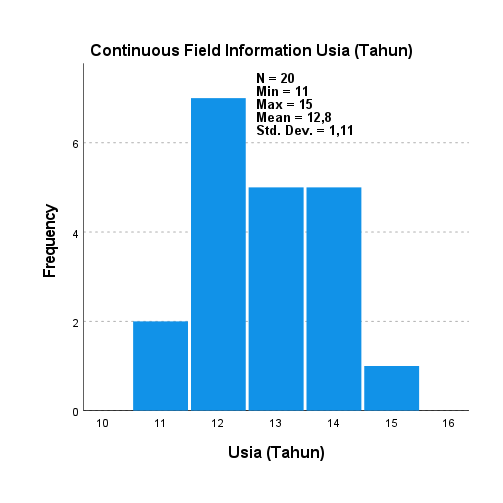 Continuous Field Information Usia (Tahun)
N = 20
Min = 11
Max = 15
Mean = 12,8
Std. Dev. = 1,11
Frequency
6
4
2
0
10 11 12 13 14 15 16
Usia (Tahun)